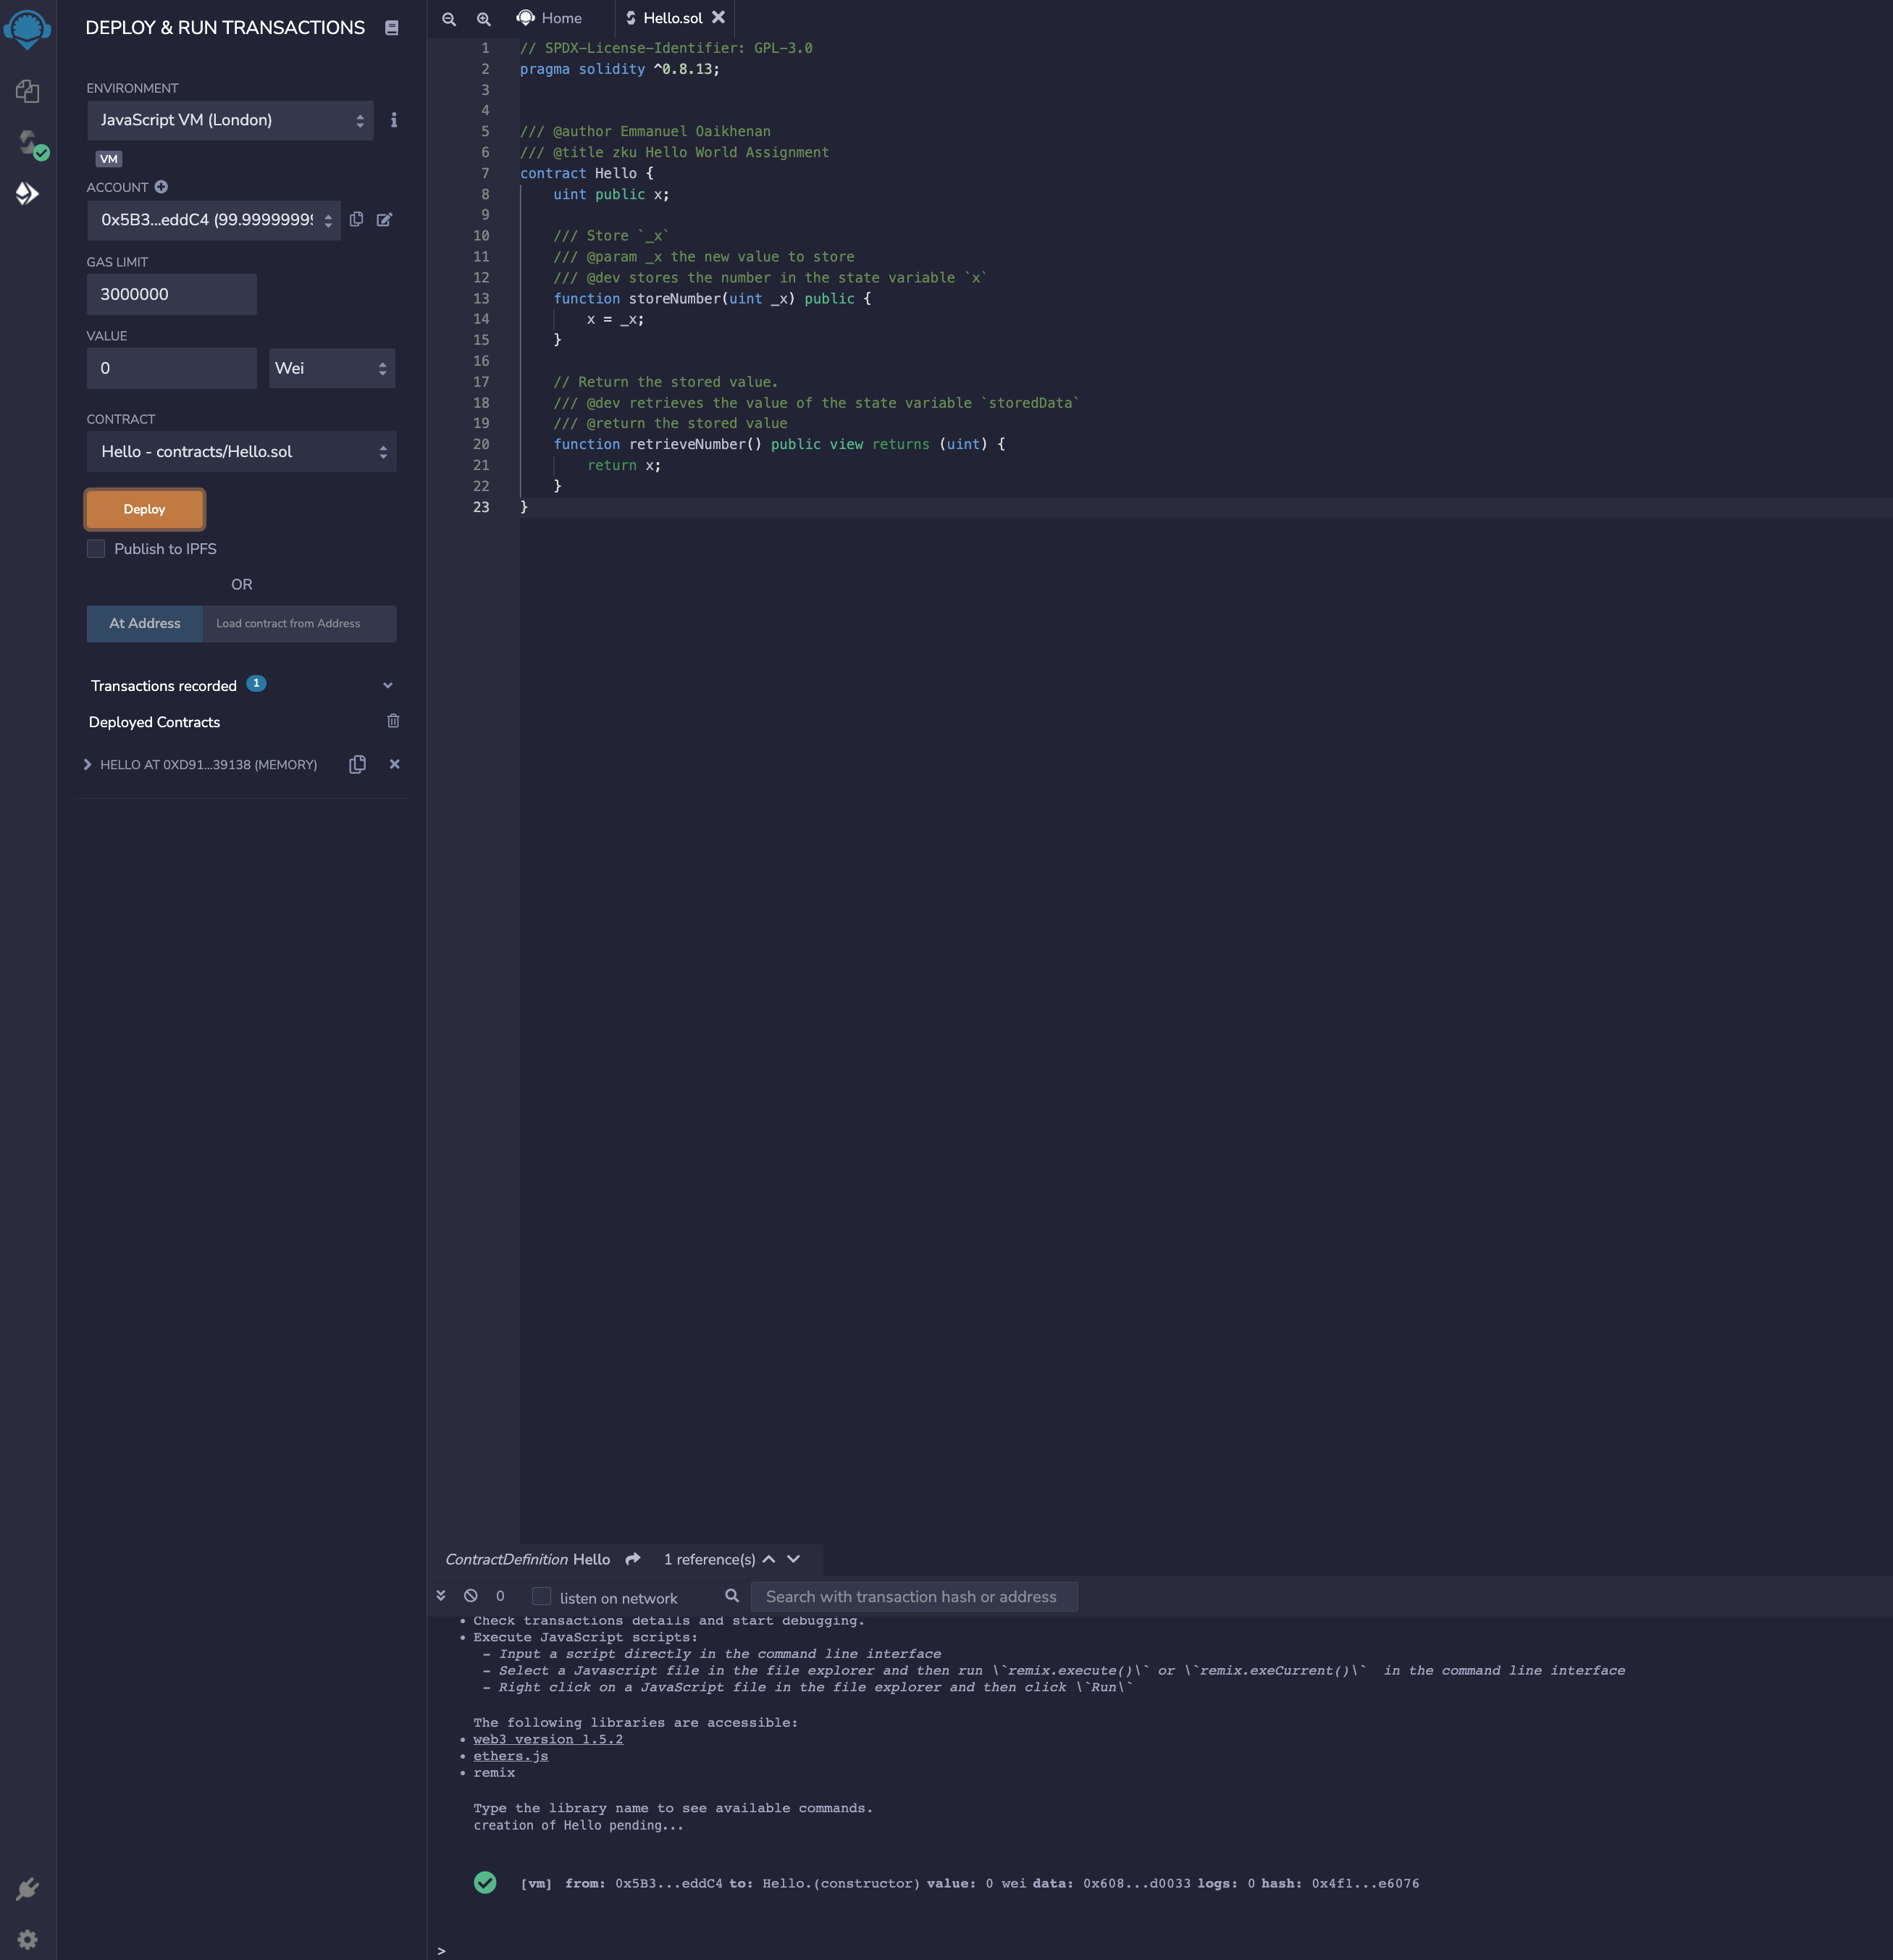 DEPLOY & RUN TRANSACTIONS
ENVIRONMENT
JavaScript VM (London)
VM
ACCOUNT
0x5B3...eddC4 (99.9999999
GAS LIMIT
3000000
VALUE
0
Wei
CONTRACT
Hello - contracts/Hello.sol
Deploy
Publish to IPFS
OR
At Address
Load contract from Address
Transactions recorded 1
Deployed Contracts
HELLO AT 0XD91...39138 (MEMORY)
Home
Hello.sol
1 // SPDX-License-Identifier: GPL-3.0
2 pragma solidity ^0.8.13;
3
4
5 /// @author Emmanuel Oaikhenan
6 /// @title zku Hello World Assignment
7 contract Hello {
8     uint public x;
9
10     /// Store `_x`
11     /// @param _x the new value to store
12     /// @dev stores the number in the state variable `x`
13     function storeNumber(uint _x) public {
14         x = _x;
15     }
16
17     // Return the stored value.
18     /// @dev retrieves the value of the state variable `storedData`
19     /// @return the stored value
20     function retrieveNumber() public view returns (uint) {
21         return x;
22     }
23 }
ContractDefinition Hello 1 reference(s)
0 listen on network Search with transaction hash or address
• Check transactions details and start debugging.
• Execute JavaScript scripts:
- Input a script directly in the command line interface
- Select a Javascript file in the file explorer and then run \`remix.execute()\` or \`remix.exeCurrent()\` in the command line interface
- Right click on a JavaScript file in the file explorer and then click \`Run\`
The following libraries are accessible:
• web3 version 1.5.2
• ethers.js
• remix
Type the library name to see available commands.
creation of Hello pending...
[vm] from: 0x5B3...eddC4 to: Hello.(constructor) value: 0 wei data: 0x608...d0033 logs: 0 hash: 0x4f1...e6076
>